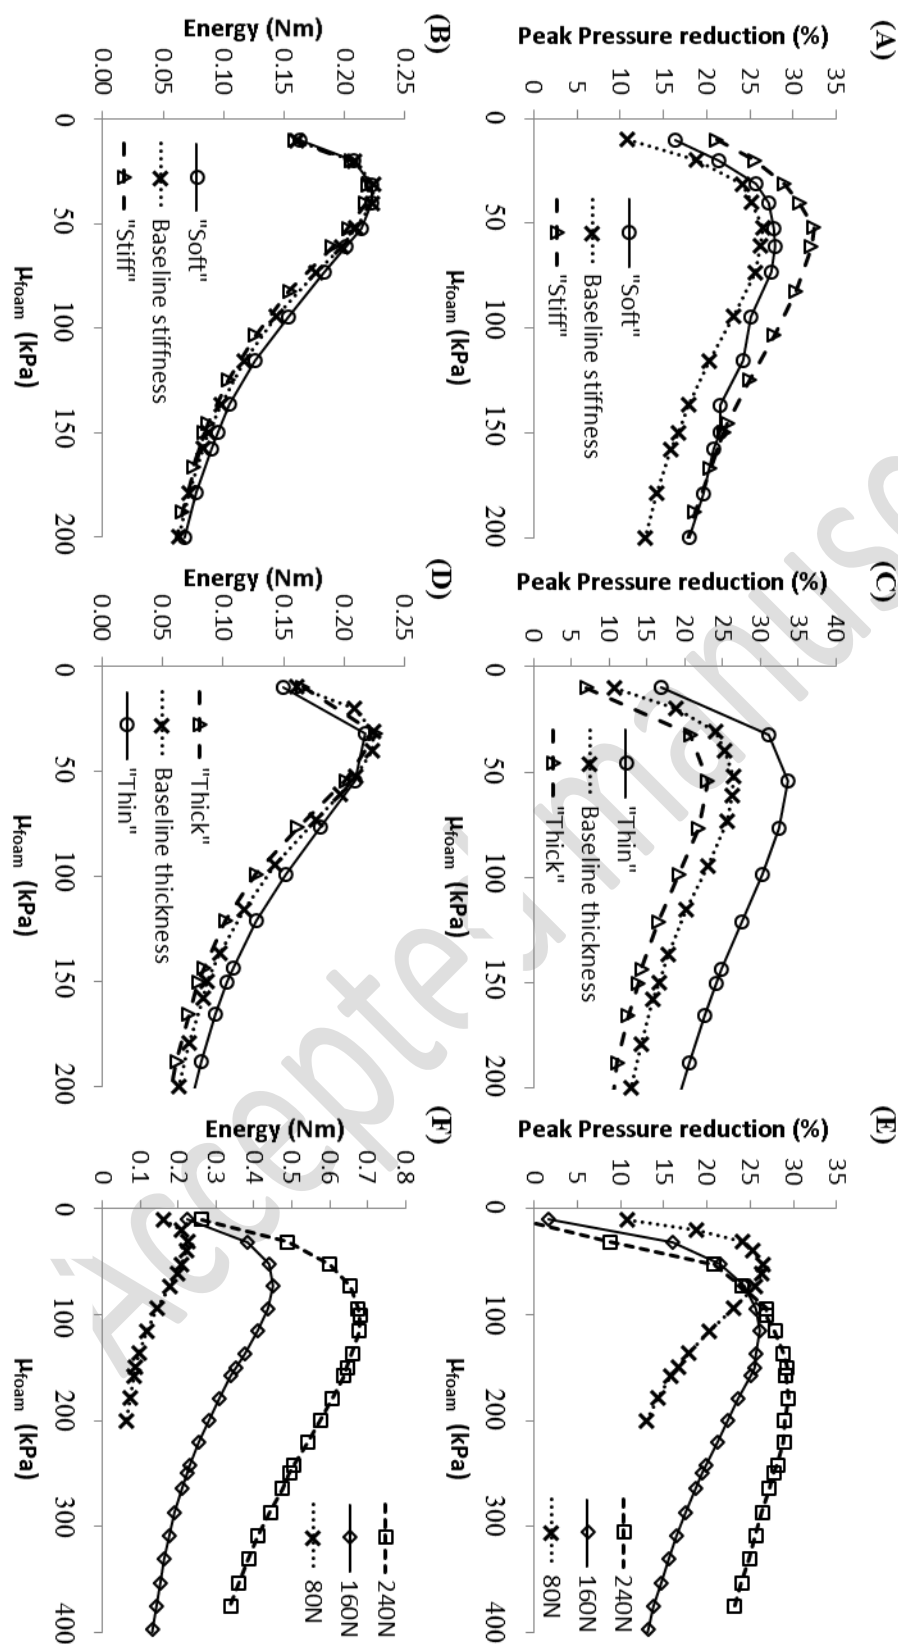 (A)
Peak Pressure reduction (%)
35
30
25
20
15
10
5
0
0 50 100 150 200
μfoam (kPa)
"Soft"
Baseline stiffness
"Stiff"
(C)
Peak Pressure reduction (%)
40
35
30
25
20
15
10
5
0
0 50 100 150 200
μfoam (kPa)
"Thin"
Baseline thickness
"Thick"
(E)
Peak Pressure reduction (%)
35
30
25
20
15
10
5
0
0 100 200 300 400
μfoam (kPa)
240N
160N
80N
(B)
Energy (Nm)
0.25
0.20
0.15
0.10
0.05
0.00
0 50 100 150 200
μfoam (kPa)
"Soft"
Baseline stiffness
"Stiff"
(D)
Energy (Nm)
0.25
0.20
0.15
0.10
0.05
0.00
0 50 100 150 200
μfoam (kPa)
"Thick"
Baseline thickness
"Thin"
(F)
Energy (Nm)
0.8
0.7
0.6
0.5
0.4
0.3
0.2
0.1
0
0 100 200 300 400
μfoam (kPa)
240N
160N
80N
Accepted manusc